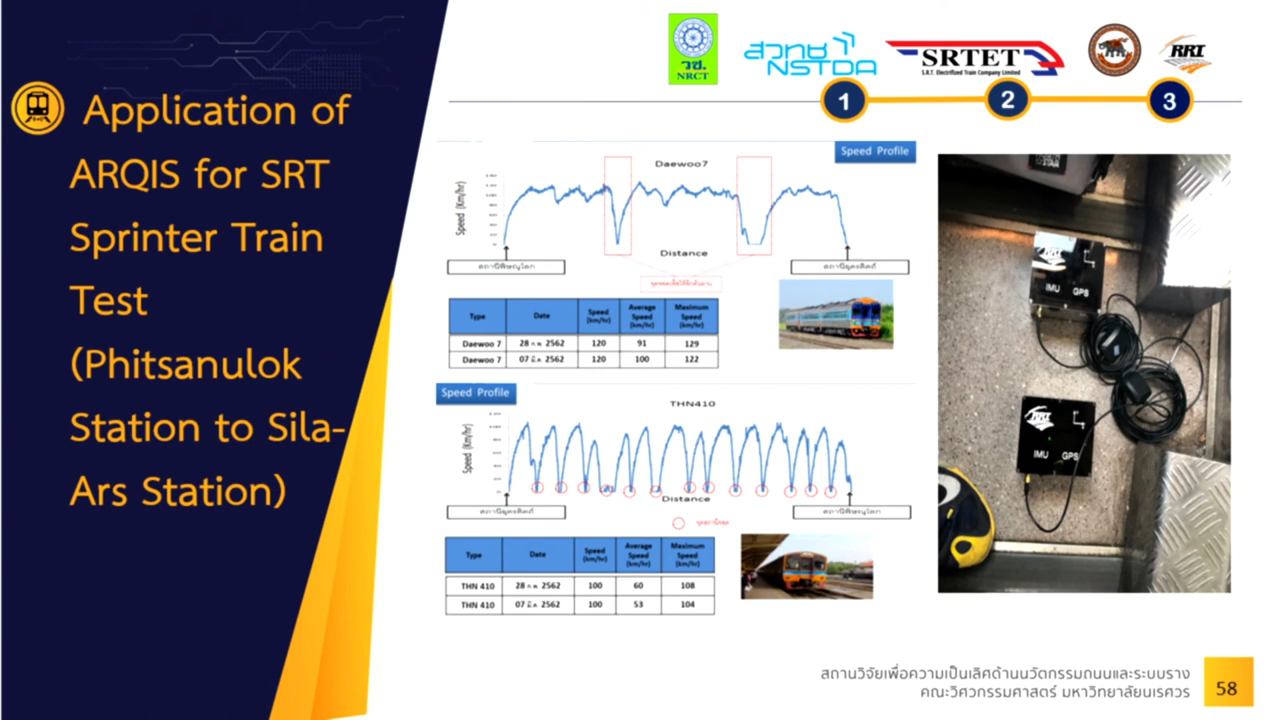 Application of
ARQIS for SRT
Sprinter Train
Test
(Phitsanulok
Station to Sila-
Ars Station)
วช.
NRCT
สวทช
NSTDA
SRTET
S.R.T. Electrified Train Company Limited
RRI
1
2
3
Speed Profile
Daewoo7
Speed (Km/hr)
Distance
สถานีพิษณุโลก
สถานีอุตรดิตถ์
Type Date Speed (km/hr) Average Speed (km/hr) Maximum Speed (km/hr)
Daewoo 7 28 ก.พ. 2562 120 91 129
Daewoo 7 07 มี.ค. 2562 120 100 122
Speed Profile
THN410
Speed (Km/hr)
Distance
สถานีอุตรดิตถ์
สถานีพิษณุโลก
Type Date Speed (km/hr) Average Speed (km/hr) Maximum Speed (km/hr)
THN 410 28 ก.พ. 2562 100 60 108
THN 410 07 มี.ค. 2562 100 53 104
RRI
IMU GPS
RRI
IMU GPS
สถานวิจัยเพื่อความเป็นเลิศด้านนวัตกรรมถนนและระบบราง
คณะวิศวกรรมศาสตร์ มหาวิทยาลัยนเรศวร
58